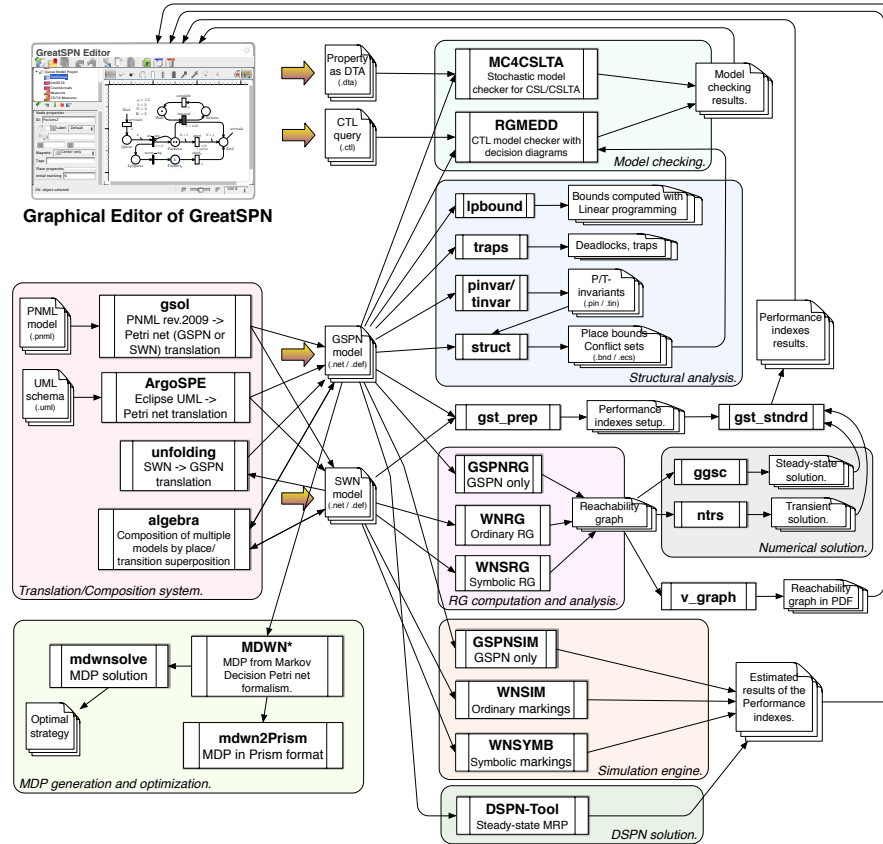 GreatSPN Editor
Graphical Editor of GreatSPN
Property
as DTA
(.dta)
CTL
query
(.ctl)
MC4CSLTA
Stochastic model
checker for CSL/CSLTA
RGMEDD
CTL model checker with
decision diagrams
Model checking.
Model
checking
results.
lpbound
Bounds computed with
Linear programming
traps
Deadlocks, traps
pinvar/
tinvar
P/T-
invariants
(.pin / .tin)
struct
Place bounds
Conflict sets
(.bnd / .ecs)
Structural analysis.
PNML
model
(.pnml)
gsol
PNML rev.2009 ->
Petri net (GSPN or
SWN) translation
UML
schema
(.uml)
ArgoSPE
Eclipse UML ->
Petri net translation
unfolding
SWN -> GSPN
translation
algebra
Composition of multiple
models by place/
transition superposition
Translation/Composition system.
GSPN
model
(.net / .def)
SWN
model
(.net / .def)
Performance
indexes
results.
gst_prep
Performance
indexes setup.
gst_stndrd
GSPNRG
GSPN only
WNRG
Ordinary RG
WNSRG
Symbolic RG
RG computation and analysis.
Reachability
graph
ggsc
Steady-state
solution.
ntrs
Transient
solution.
Numerical solution.
v_graph
Reachability
graph in PDF
mdwnsolve
MDP solution
MDWN*
MDP from Markov
Decision Petri net
formalism.
Optimal
strategy
mdwn2Prism
MDP in Prism format
MDP generation and optimization.
GSPNSIM
GSPN only
WNSIM
Ordinary markings
WNSYMB
Symbolic markings
Simulation engine.
Estimated
results of the
Performance
indexes.
DSPN-Tool
Steady-state MRP
DSPN solution.